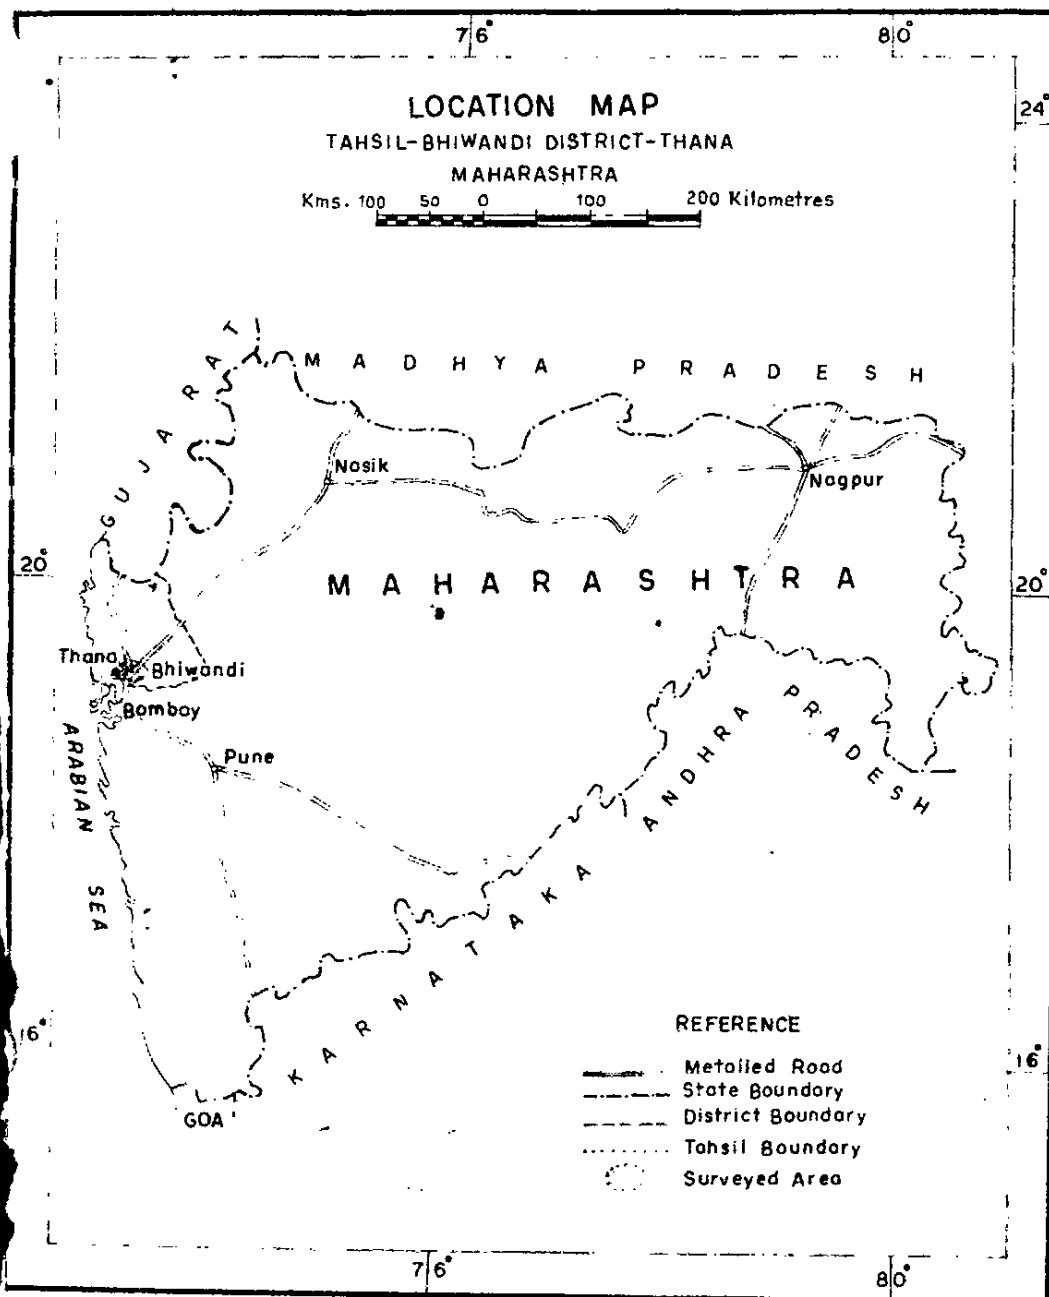 76° 80°
24°
LOCATION MAP
TAHSIL-BHIWANDI DISTRICT-THANA
MAHARASHTRA
Kms. 100 50 0 100 200 Kilometres
GUJARAT
MADHYA PRADESH
Nasik
Nagpur
20° 20°
MAHARASHTRA
Thana
Bhiwandi
Bombay
Pune
ARABIAN SEA
ANDHRA PRADESH
KARNATAKA
GOA
16° 16°
REFERENCE
Metalled Road
State Boundary
District Boundary
Tahsil Boundary
Surveyed Area
76° 80°